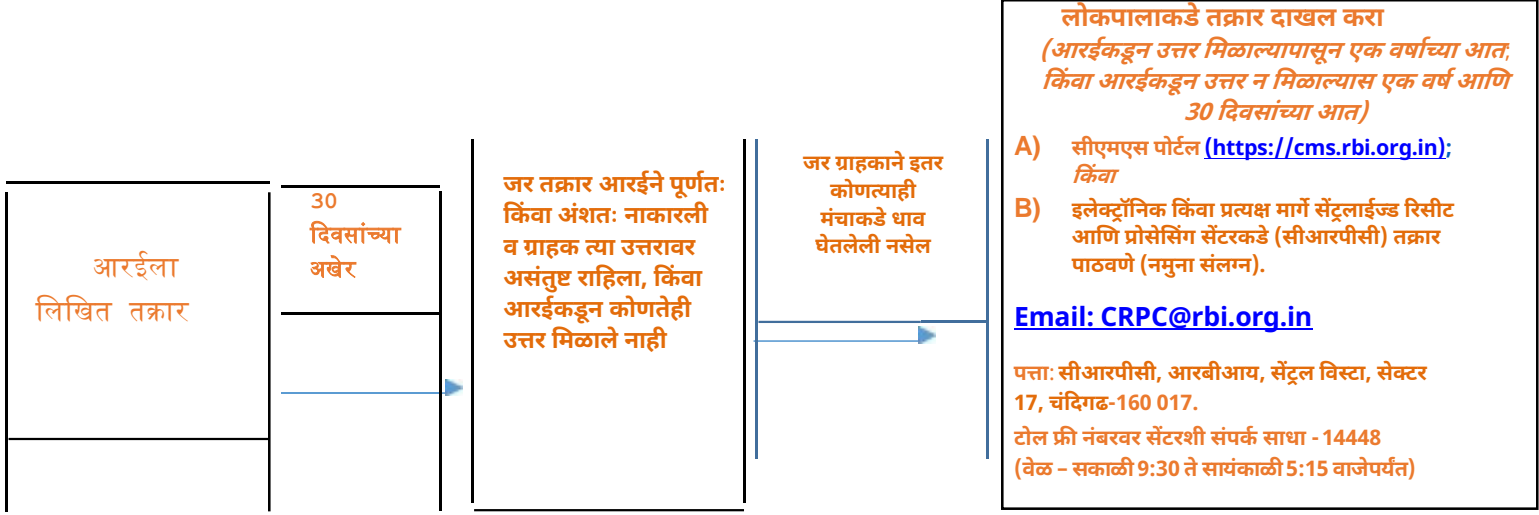 आरईला
लिखित तक्रार
30
दिवसांच्या
अखेर
जर तक्रार आरईने पूर्णतः
किंवा अंशतः नाकारली
व ग्राहक त्या उत्तरावर
असंतुष्ट राहिला, किंवा
आरईकडून कोणतेही
उत्तर मिळाले नाही
जर ग्राहकाने इतर
कोणत्याही
मंचाकडे धाव
घेतलेली नसेल
लोकपालाकडे तक्रार दाखल करा
(आरईकडून उत्तर मिळाल्यापासून एक वर्षाच्या आत;
किंवा आरईकडून उत्तर न मिळाल्यास एक वर्ष आणि
30 दिवसांच्या आत)
A) सीएमएस पोर्टल (https://cms.rbi.org.in);
किंवा
B) इलेक्ट्रॉनिक किंवा प्रत्यक्ष मार्गे सेंट्रलाईज्ड रिसीट
आणि प्रोसेसिंग सेंटरकडे (सीआरपीसी) तक्रार
पाठवणे (नमुना संलग्न).
Email: CRPC@rbi.org.in
पत्ता: सीआरपीसी, आरबीआय, सेंट्रल विस्टा, सेक्टर
17, चंदिगढ-160 017.
टोल फ्री नंबरवर सेंटरशी संपर्क साधा - 14448
(वेळ – सकाळी 9:30 ते सायंकाळी 5:15 वाजेपर्यंत)